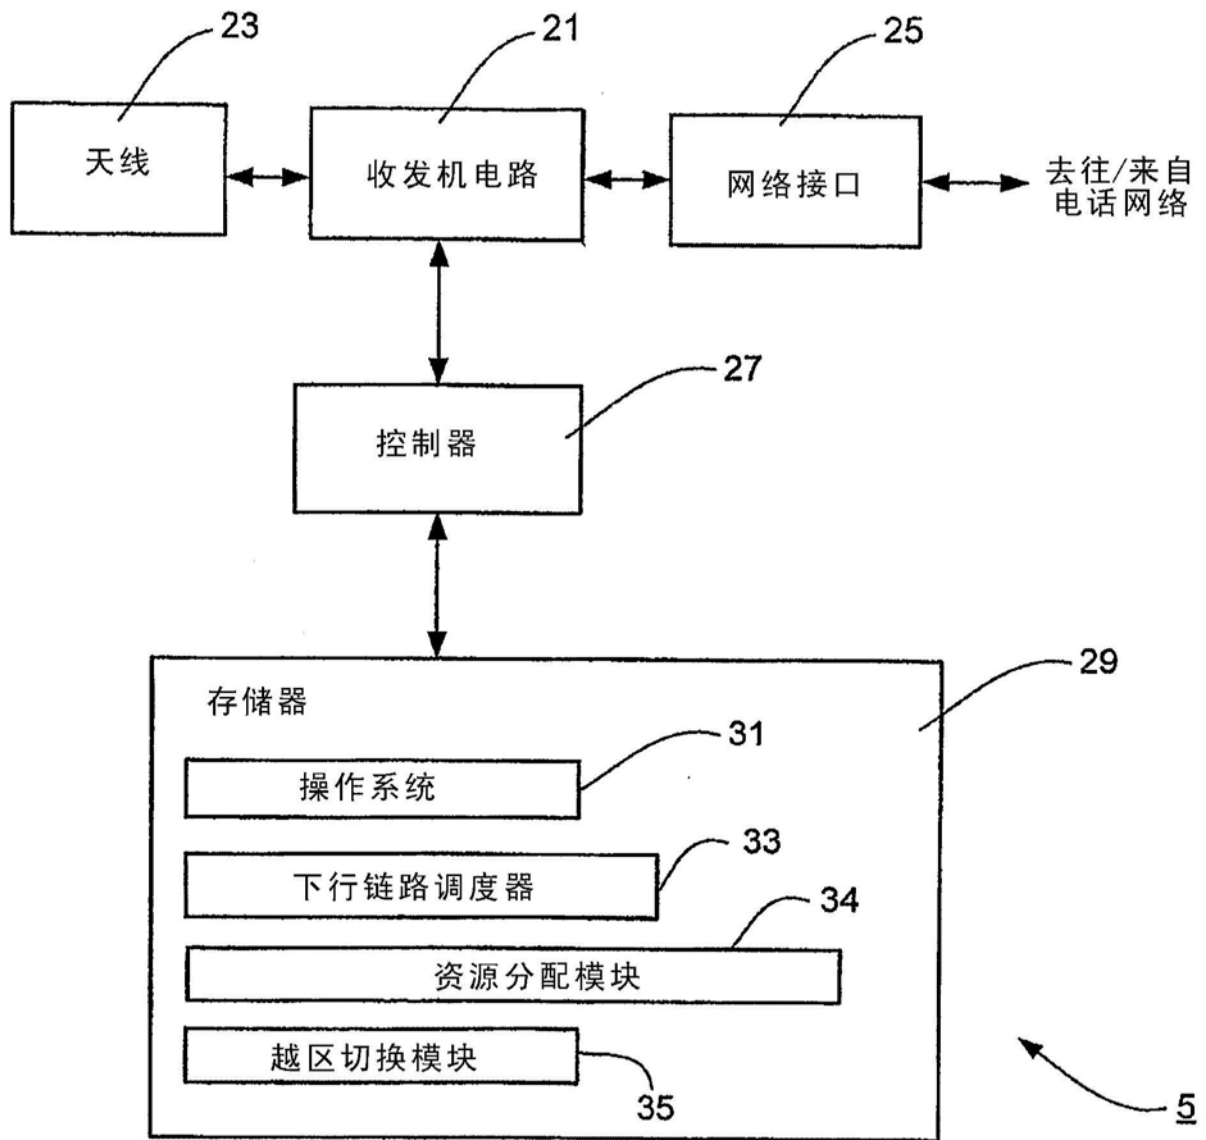 23
21
25
天线
收发机电路
网络接口
去往/来自
电话网络
27
控制器
29
存储器
31
操作系统
33
下行链路调度器
34
资源分配模块
越区切换模块
35
5